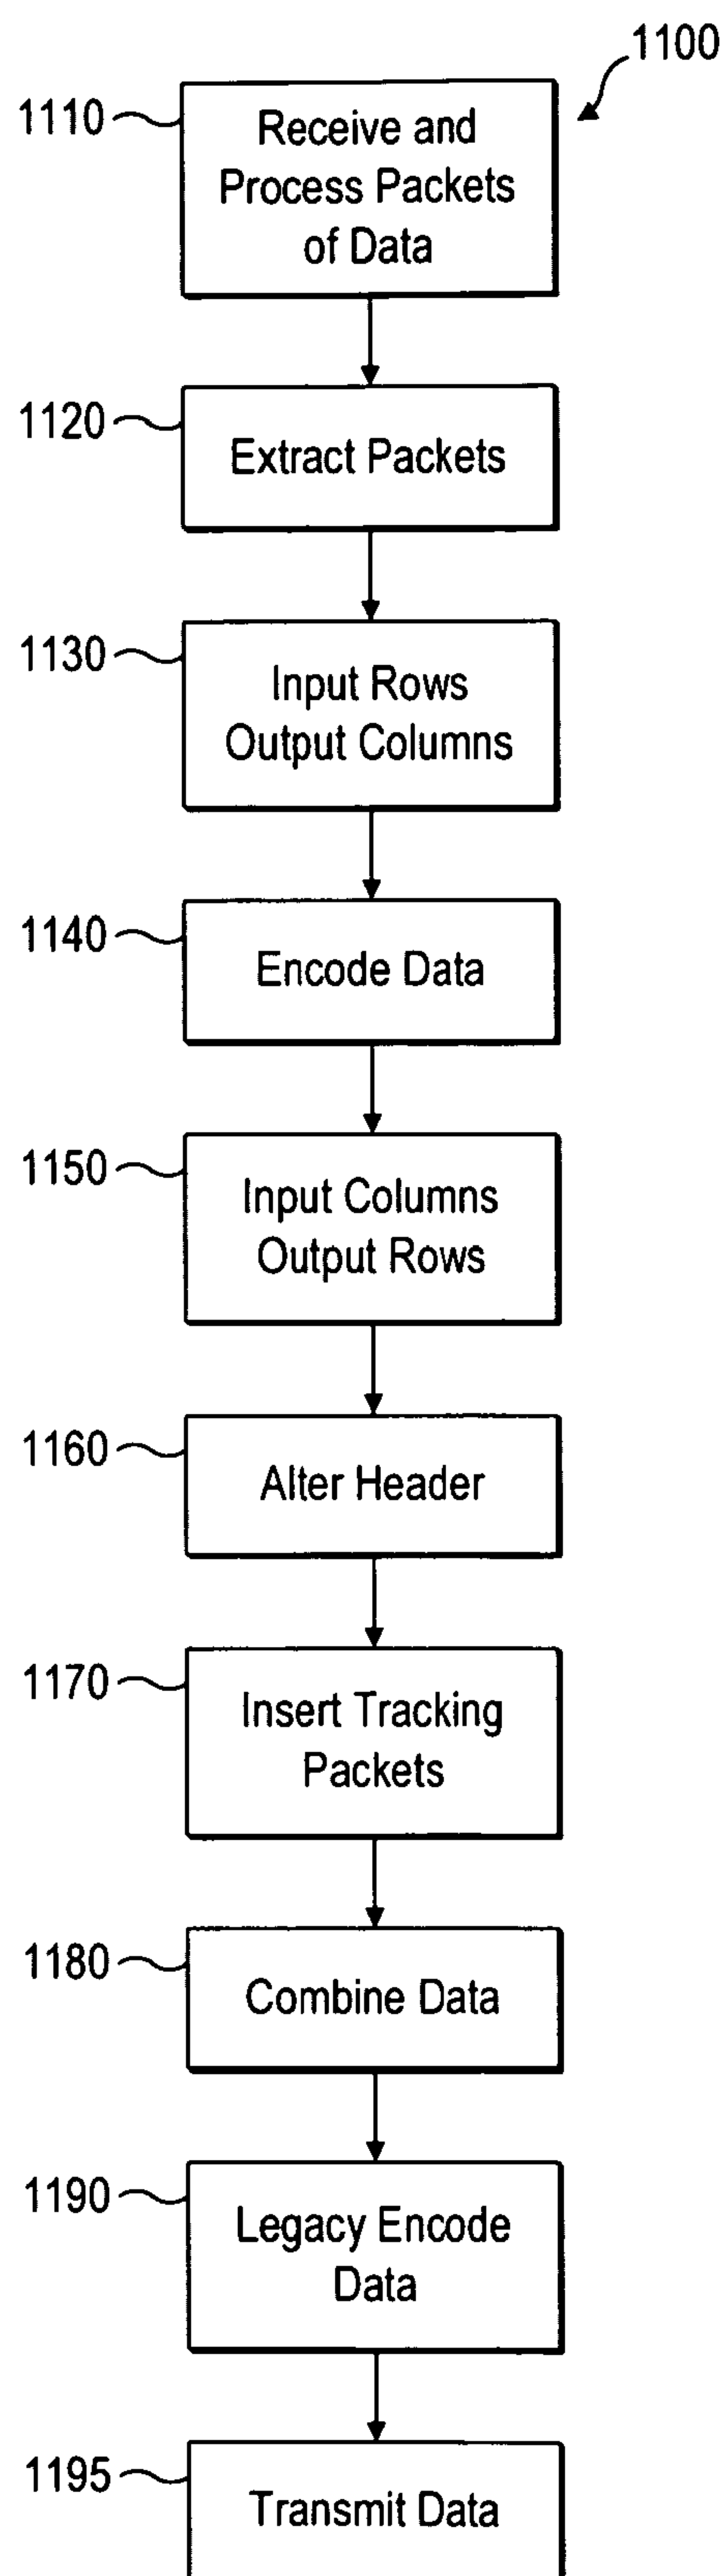 1100
1110
Receive and
Process Packets
of Data
1120
Extract Packets
1130
Input Rows
Output Columns
1140
Encode Data
1150
Input Columns
Output Rows
1160
Alter Header
1170
Insert Tracking
Packets
1180
Combine Data
1190
Legacy Encode
Data
1195
Transmit Data